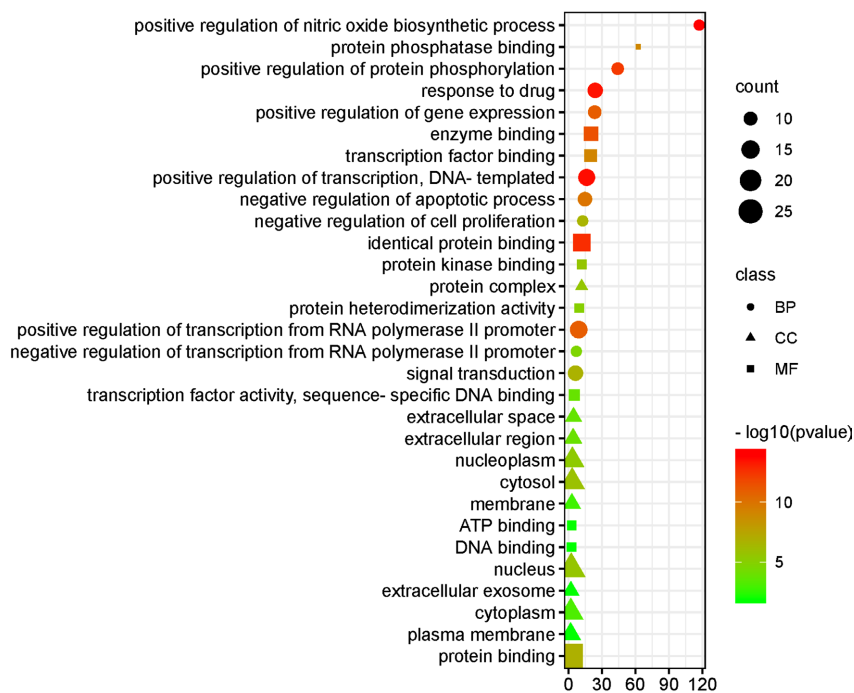 positive regulation of nitric oxide biosynthetic process
protein phosphatase binding
positive regulation of protein phosphorylation
response to drug
positive regulation of gene expression
enzyme binding
transcription factor binding
positive regulation of transcription, DNA- templated
negative regulation of apoptotic process
negative regulation of cell proliferation
identical protein binding
protein kinase binding
protein complex
protein heterodimerization activity
positive regulation of transcription from RNA polymerase II promoter
negative regulation of transcription from RNA polymerase II promoter
signal transduction
transcription factor activity, sequence- specific DNA binding
extracellular space
extracellular region
nucleoplasm
cytosol
membrane
ATP binding
DNA binding
nucleus
extracellular exosome
cytoplasm
plasma membrane
protein binding
0 30 60 90 120
count
10
15
20
25
class
BP
CC
MF
- log10(pvalue)
10
5